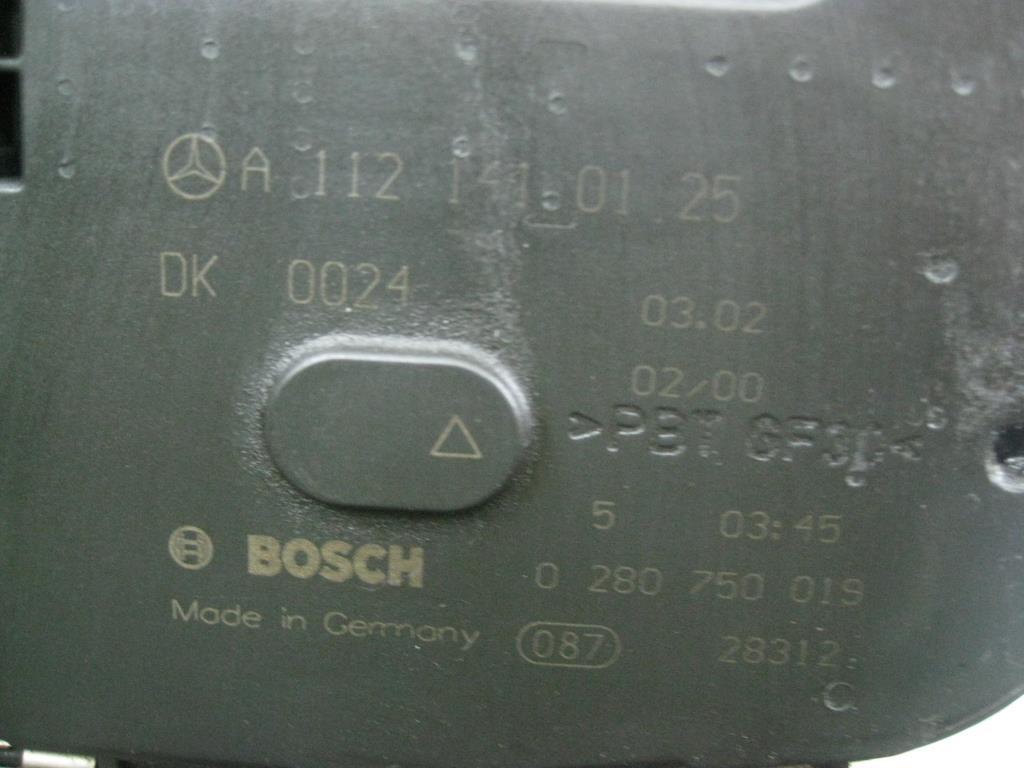 A 112 141 01 25
DK 0024
03.02
02/00
>PBT GF30<
5 03:45
BOSCH
0 280 750 019
Made in Germany
087 28312